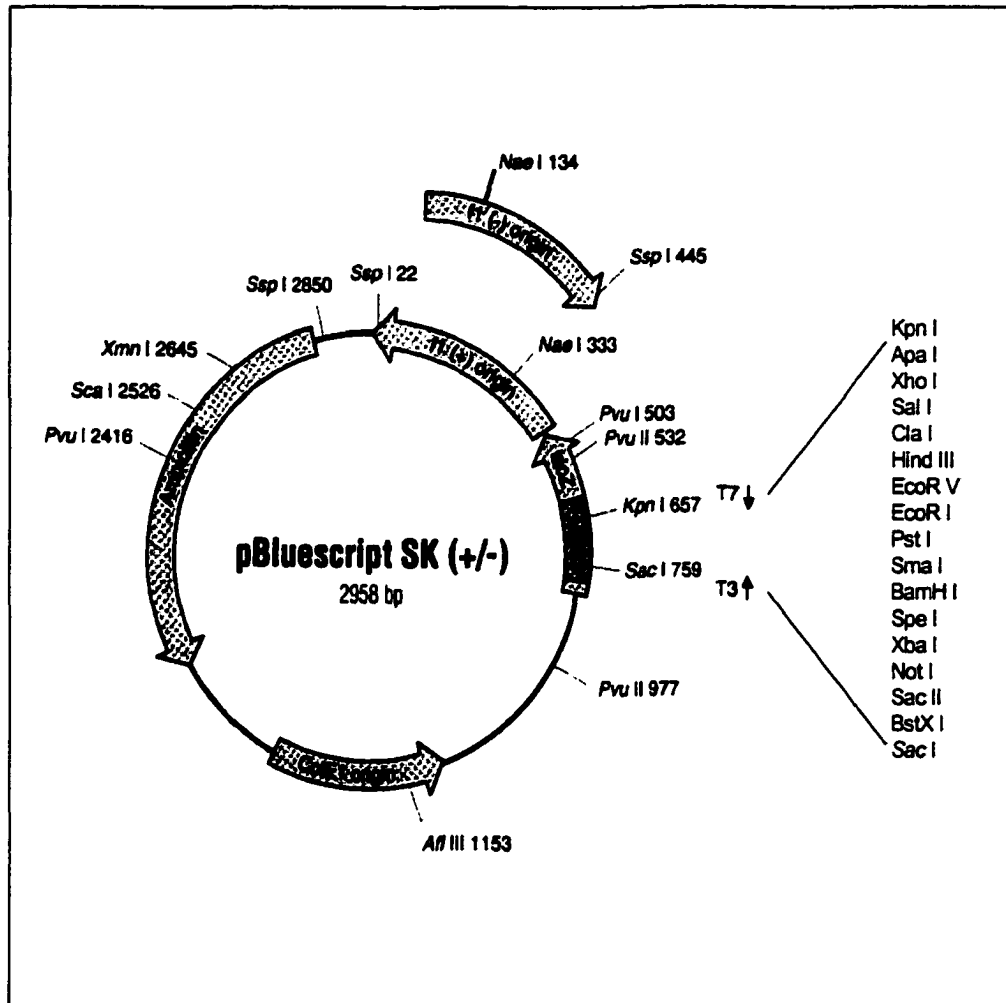 Nae I 134
f1 (-) origin
Ssp I 445
Ssp I 22
Ssp I 2850
Nae I 333
f1 (+) origin
Xmn I 2645
Sca I 2526
Pvu I 2416
Ampicillin
Pvu I 503
Pvu II 532
lacZ
Kpn I 657
T7
Sac I 759
T3
pBluescript SK (+/-)
2958 bp
Pvu II 977
ColE1 origin
Afl III 1153
Kpn I
Apa I
Xho I
Sal I
Cla I
Hind III
EcoR V
EcoR I
Pst I
Sma I
BamH I
Spe I
Xba I
Not I
Sac II
BstX I
Sac I